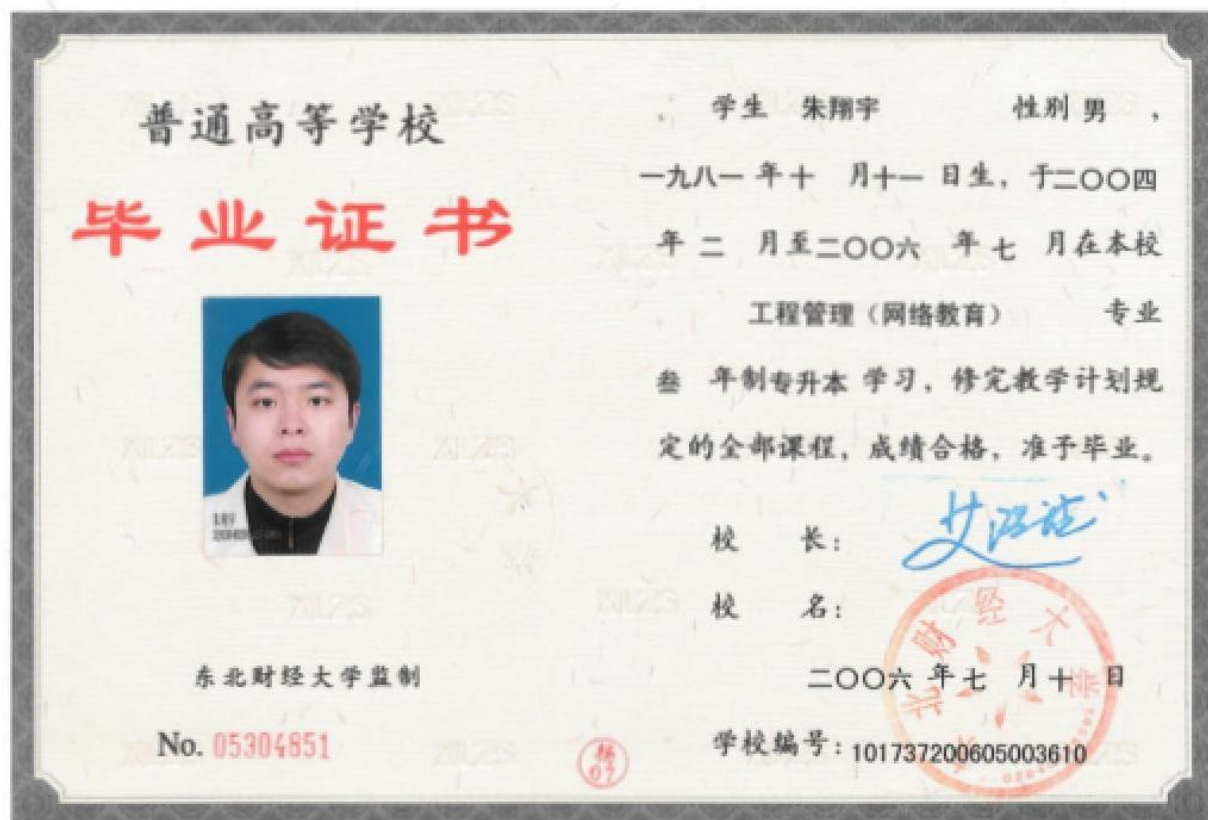 普通高等学校
毕业证书
东北财经大学监制
No. 05304851
学生 朱翔宇 性别 男 ，
一九八一 年 十 月 十一 日生，于二〇〇四
年 二 月至二〇〇六 年 七 月在本校
工程管理（网络教育） 专业
叁 年制专升本 学习，修完教学计划规
定的全部课程，成绩合格，准予毕业。
校 长：
校 名：
北财经大学
二〇〇六 年 七 月 十 日
学校编号：101737200605003610